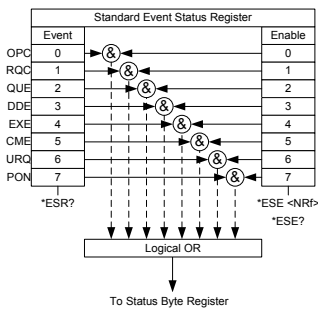 Standard Event Status Register
Event Enable
OPC 0 & 0
RQC 1 & 1
QUE 2 & 2
DDE 3 & 3
EXE 4 & 4
CME 5 & 5
URQ 6 & 6
PON 7 & 7
*ESR? *ESE <NRf>
*ESE?
Logical OR
To Status Byte Register